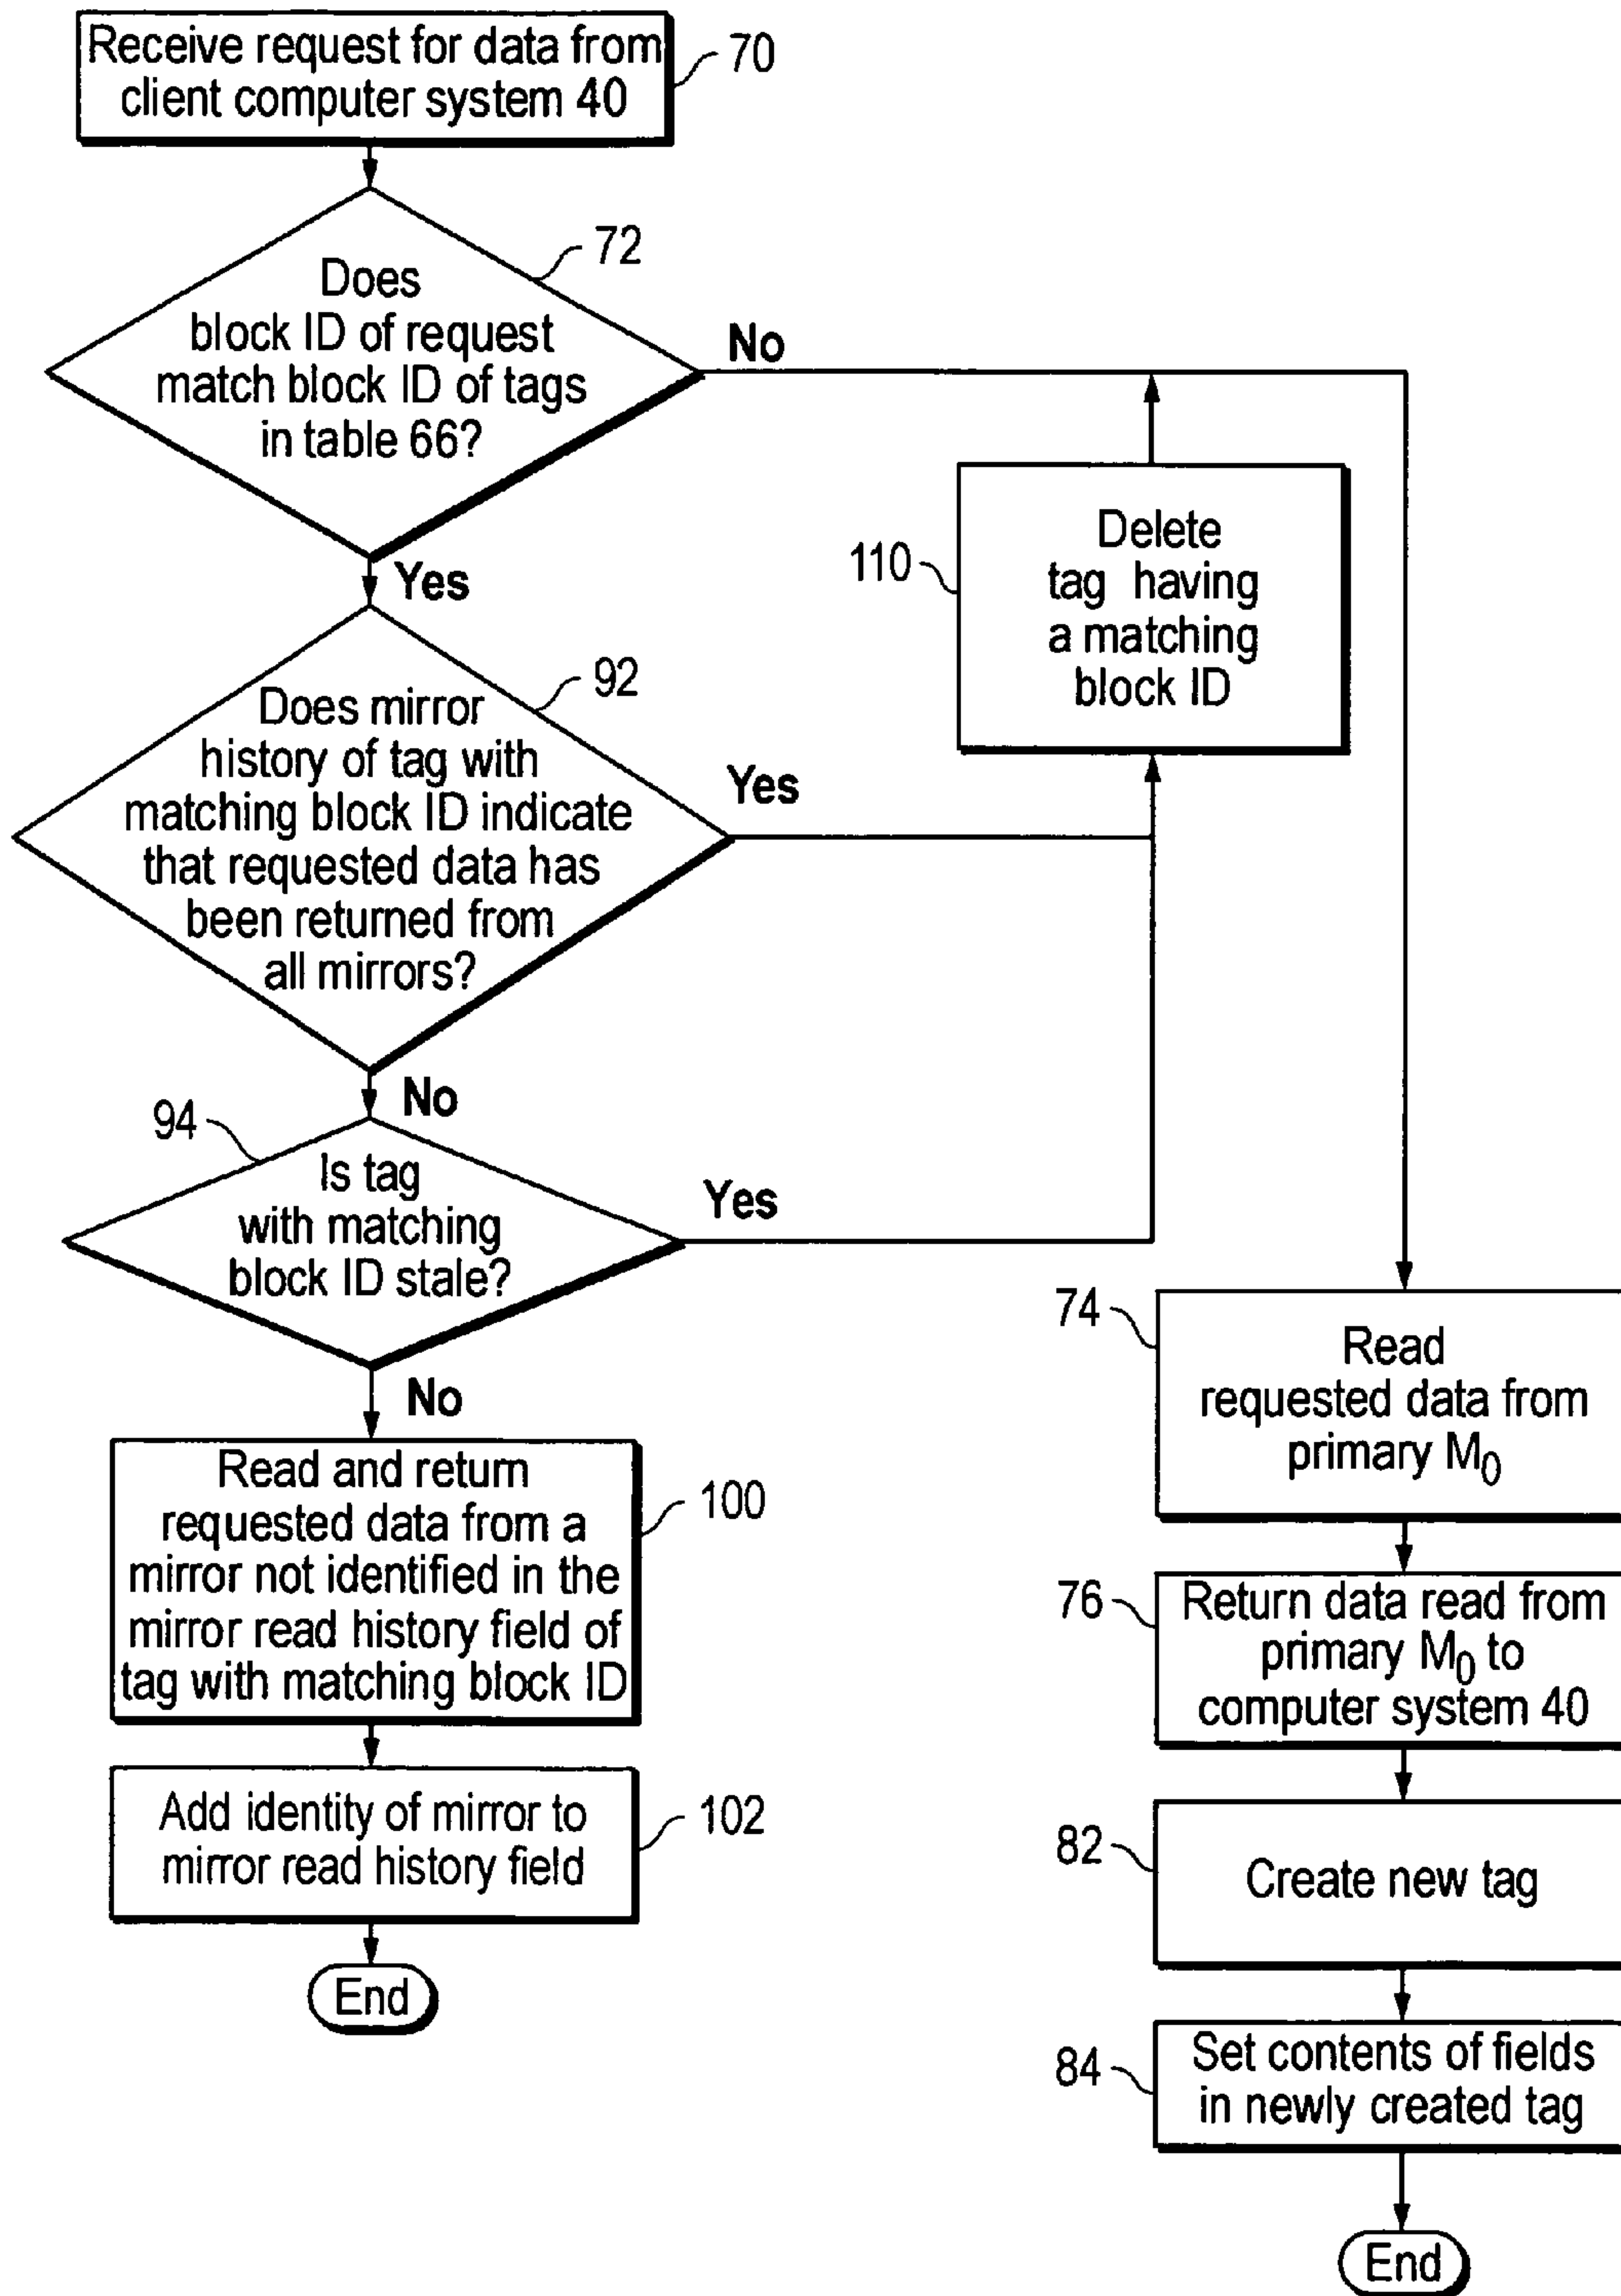 Receive request for data from
client computer system 40
70
72
Does
block ID of request
match block ID of tags
in table 66?
No
Yes
110
Delete
tag having
a matching
block ID
92
Does mirror
history of tag with
matching block ID indicate
that requested data has
been returned from
all mirrors?
Yes
No
94
Is tag
with matching
block ID stale?
Yes
No
100
Read and return
requested data from a
mirror not identified in the
mirror read history field of
tag with matching block ID
102
Add identity of mirror to
mirror read history field
End
74
Read
requested data from
primary M₀
76
Return data read from
primary M₀ to
computer system 40
82
Create new tag
84
Set contents of fields
in newly created tag
End